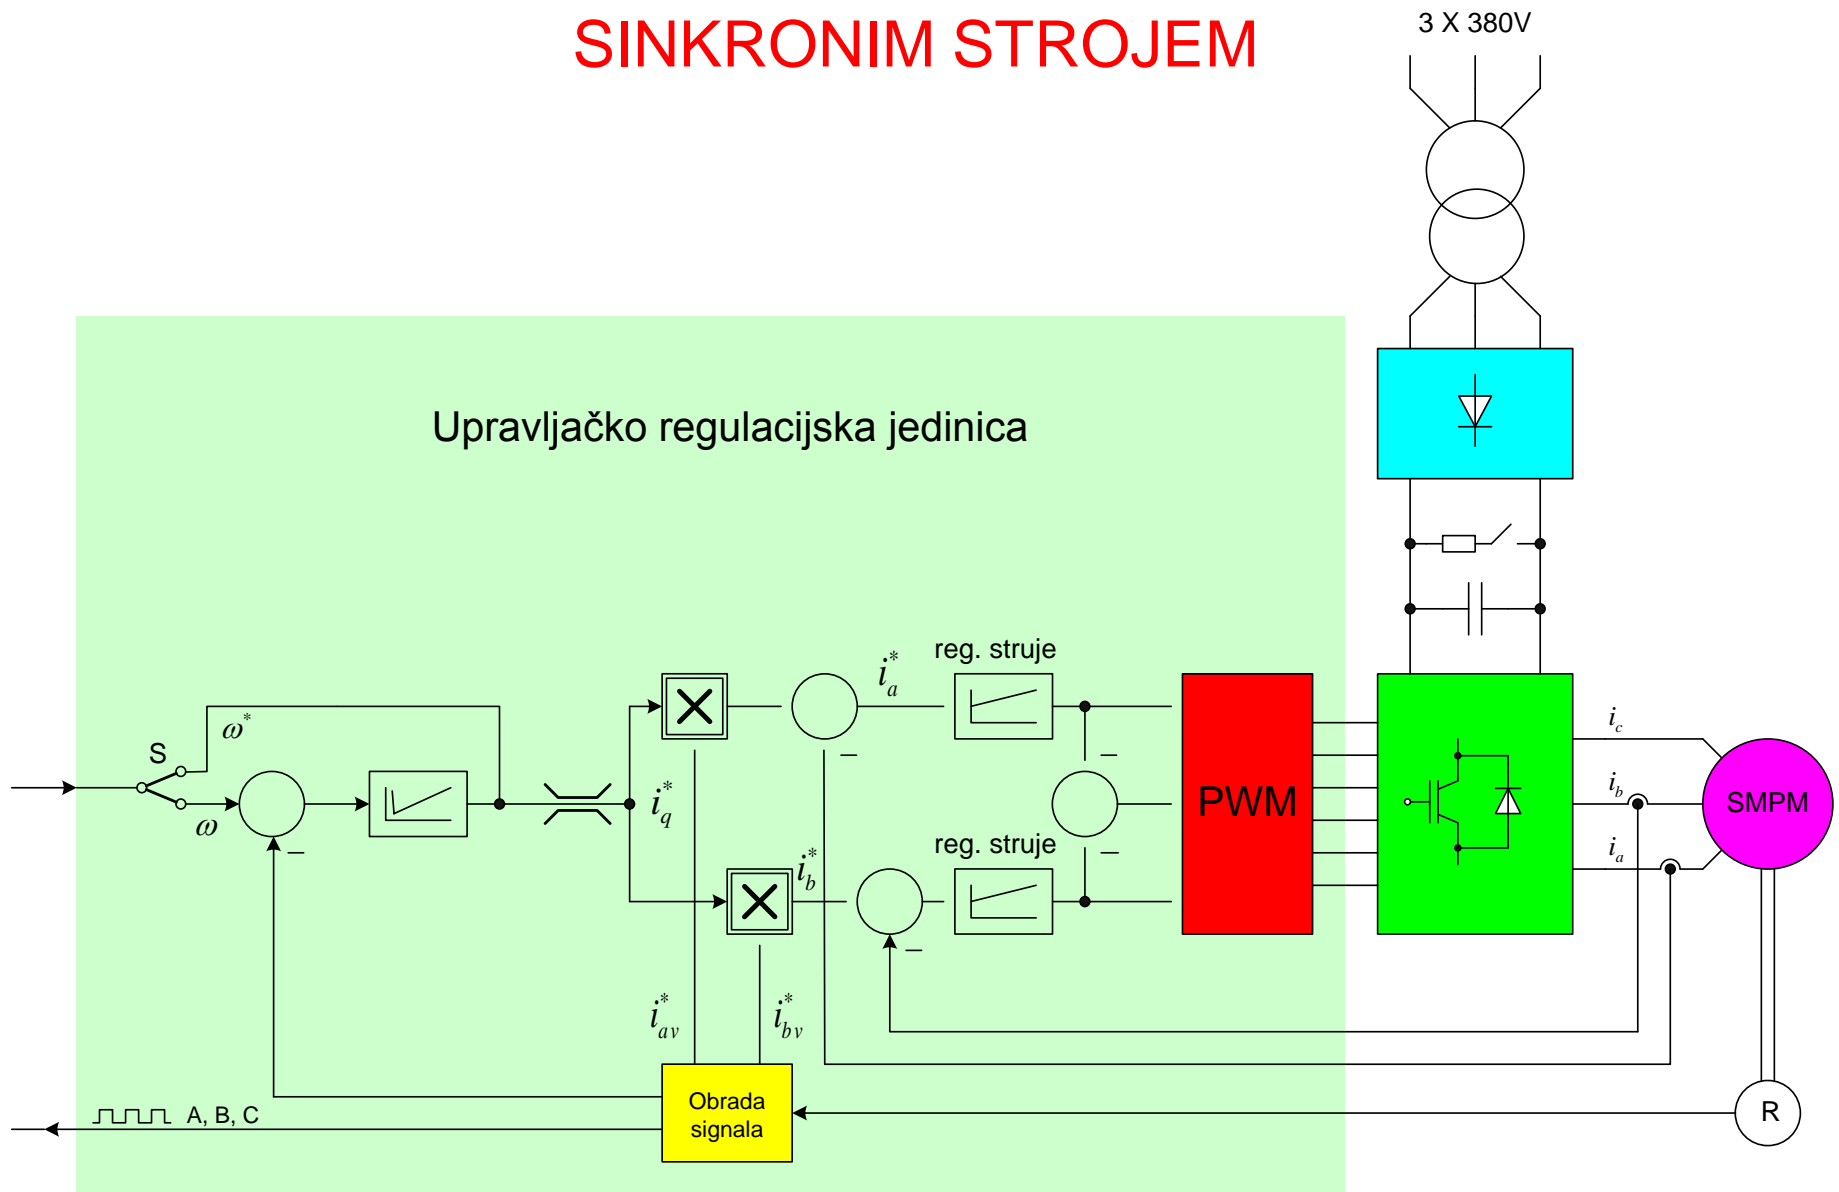 SINKRONIM STROJEM
3 X 380V
Upravljačko regulacijska jedinica
reg. struje
i*a
ω*
S
i*q
ω
reg. struje
i*b
PWM
ic
ib
ia
SMPM
i*av
i*bv
A, B, C
Obrada
signala
R